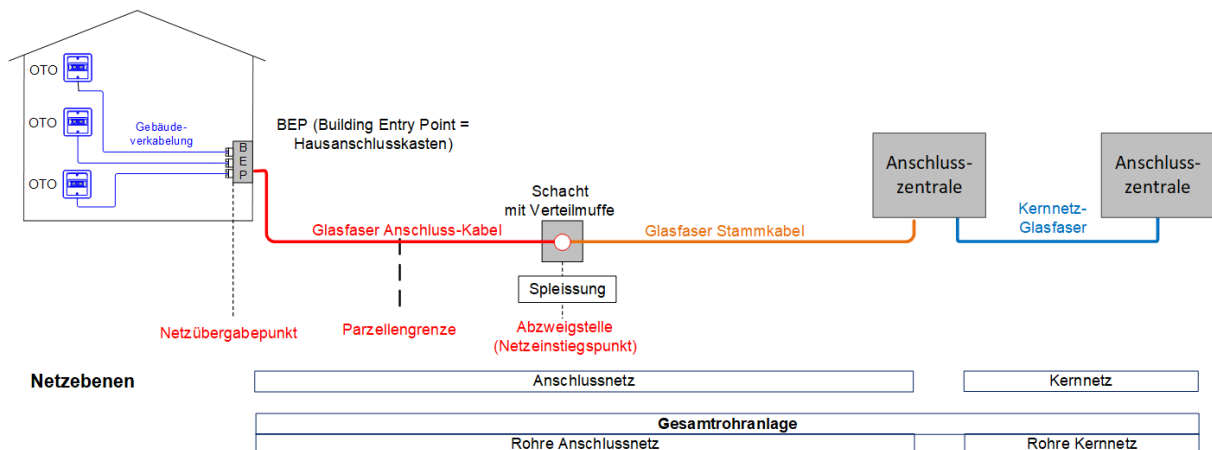 OTO
OTO
OTO
Gebäude-
verkabelung
B
E
P
BEP (Building Entry Point =
Hausanschlusskasten)
Glasfaser Anschluss-Kabel
Schacht
mit Verteilmuffe
Glasfaser Stammkabel
Anschluss-
zentrale
Kernnetz-
Glasfaser
Anschluss-
zentrale
Spleissung
Netzübergabepunkt
Parzellengrenze
Abzweigstelle
(Netzeinstiegspunkt)
Netzebenen
Anschlussnetz
Kernnetz
Gesamtrohranlage
Rohre Anschlussnetz
Rohre Kernnetz